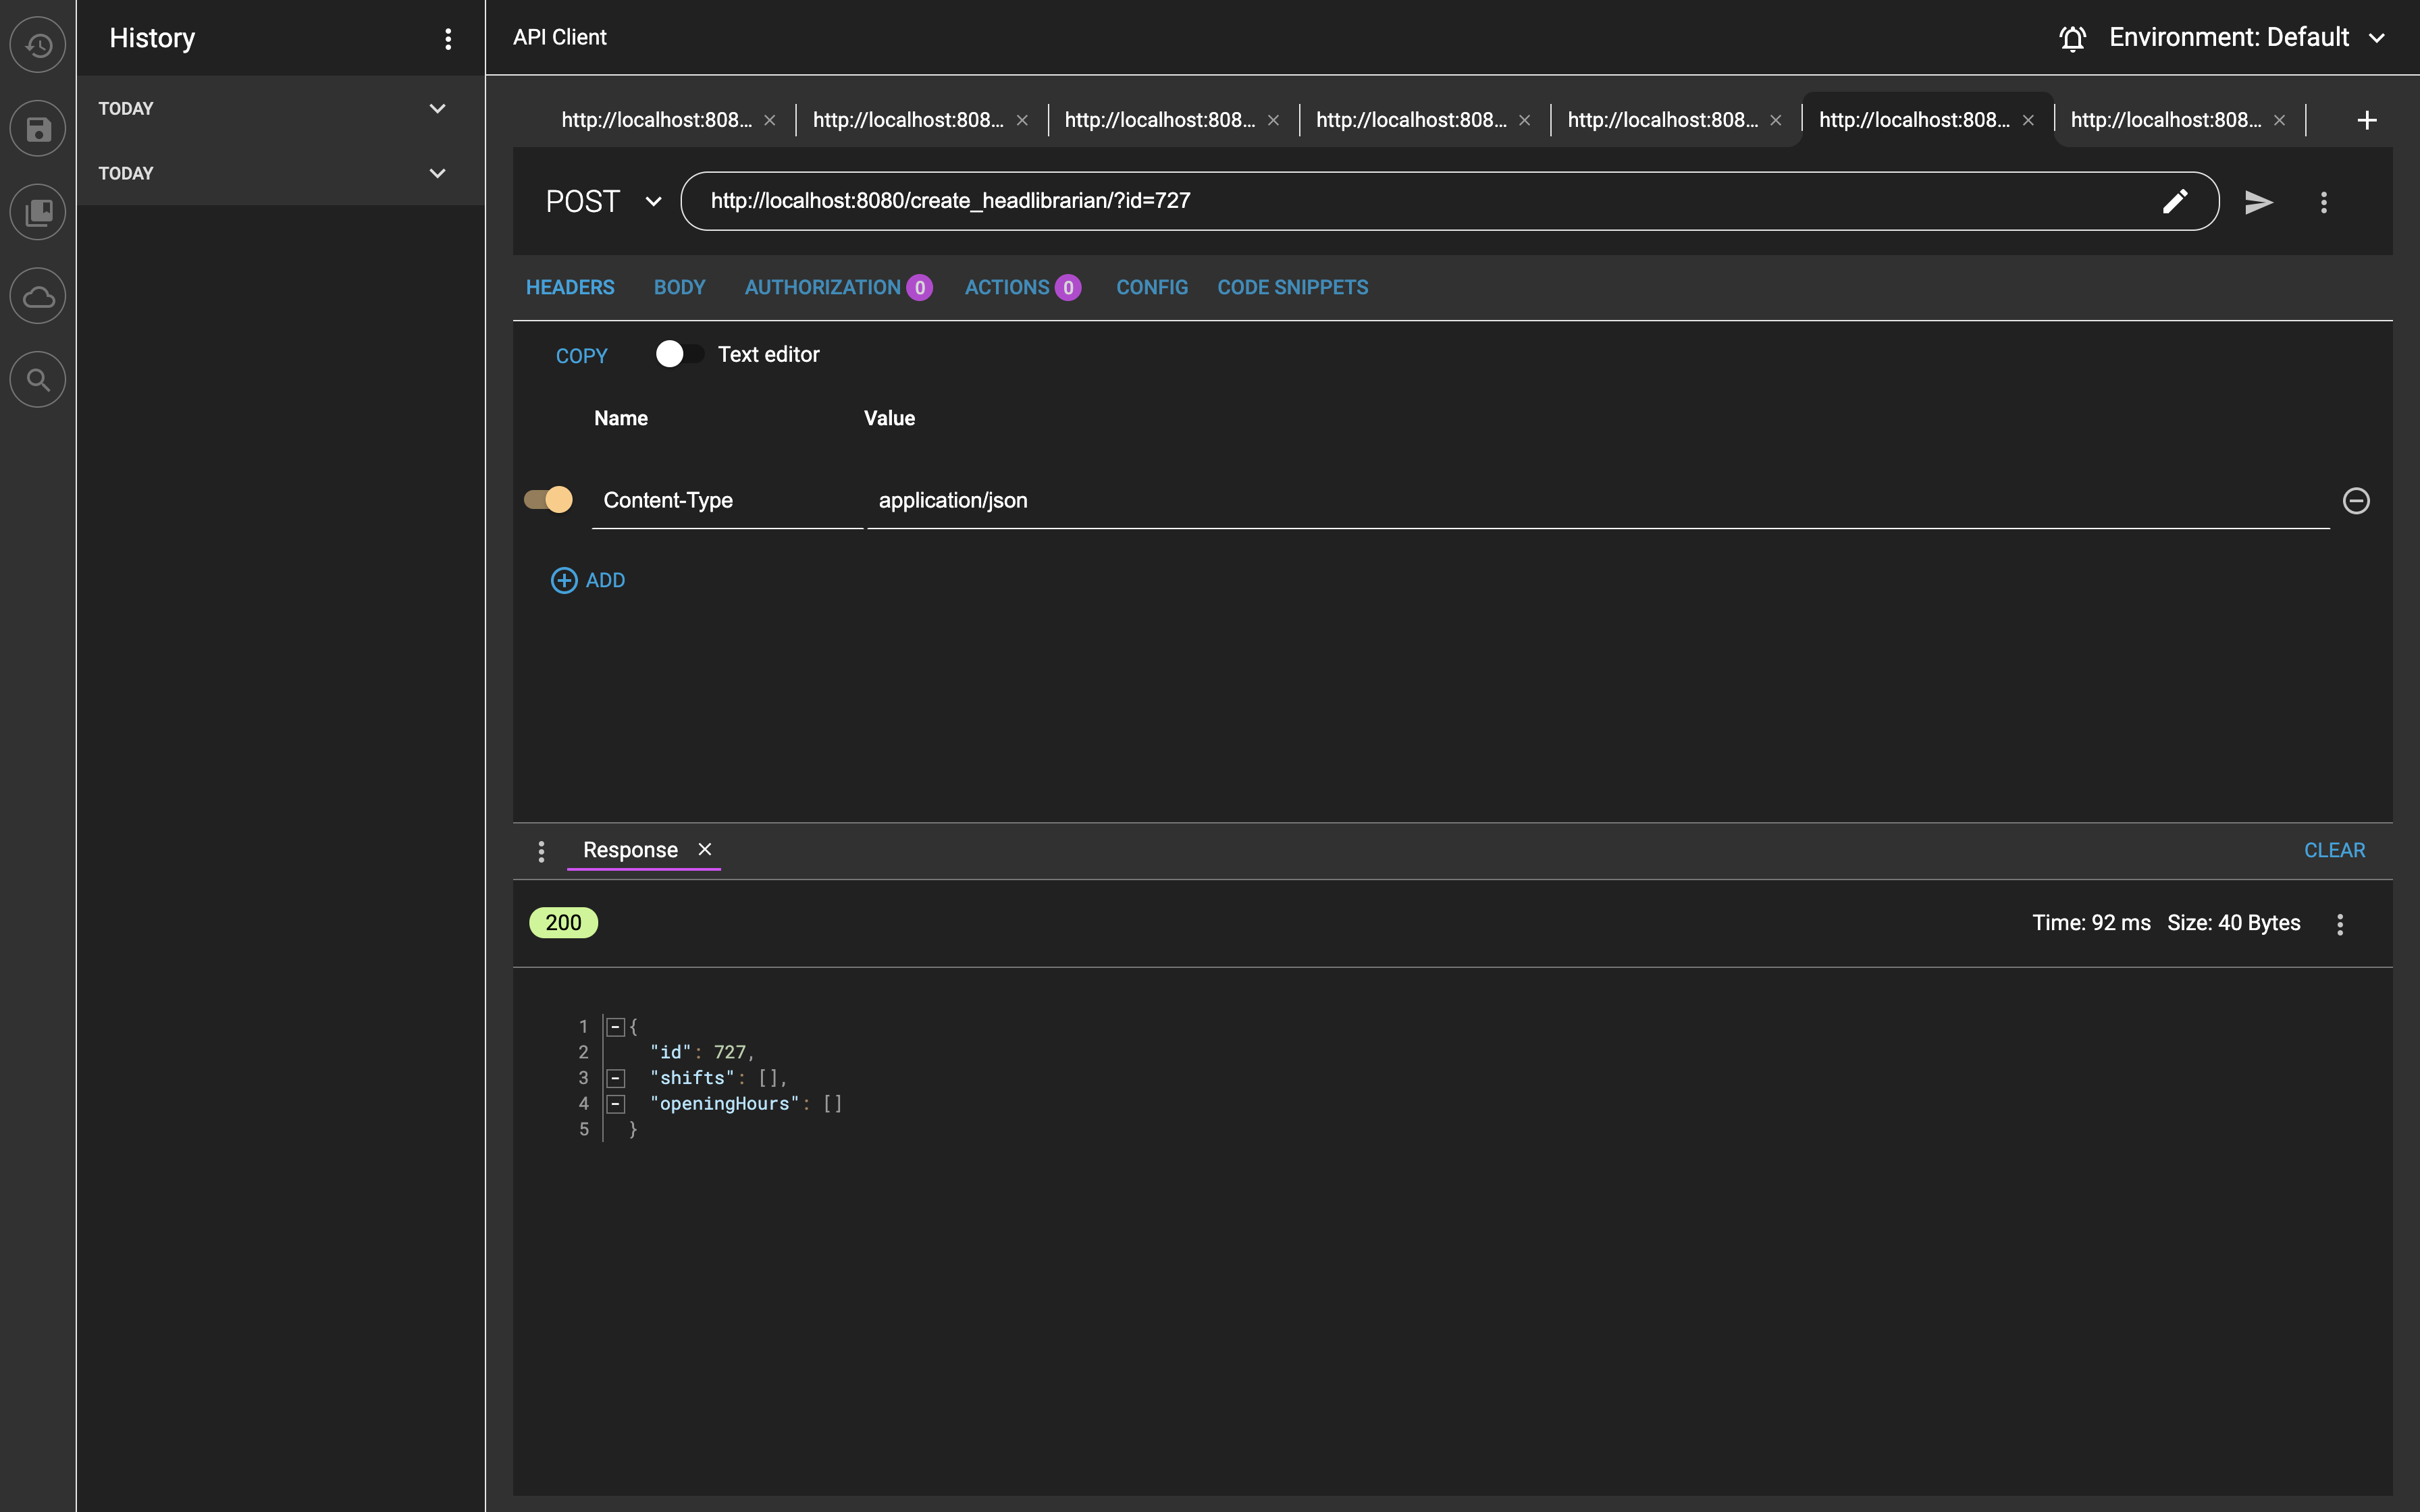 History
TODAY
TODAY
API Client
Environment: Default
http://localhost:808...
http://localhost:808...
http://localhost:808...
http://localhost:808...
http://localhost:808...
http://localhost:808...
http://localhost:808...
POST
http://localhost:8080/create_headlibrarian/?id=727
HEADERS BODY AUTHORIZATION 0 ACTIONS 0 CONFIG CODE SNIPPETS
COPY Text editor
Name Value
Content-Type application/json
ADD
Response CLEAR
200 Time: 92 ms Size: 40 Bytes
1 {
2 "id": 727,
3 "shifts": [],
4 "openingHours": []
5 }